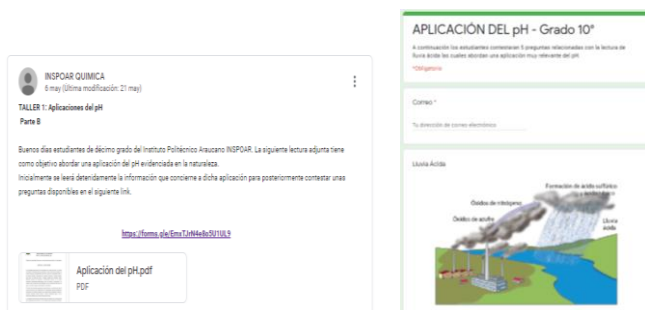 INSPOAR QUIMICA
6 may (Última modificación: 21 may)
TALLER 1: Aplicaciones del pH
Parte B
Buenos días estudiantes de décimo grado del Instituto Politécnico Araucano INSPOAR. La siguiente lectura adjunta tiene
como objetivo abordar una aplicación del pH evidenciada en la naturaleza.
Inicialmente se leerá detenidamente la información que concierne a dicha aplicación para posteriormente contestar unas
preguntas disponibles en el siguiente link.
Aplicación del pH.pdf
PDF
APLICACIÓN DEL pH - Grado 10°
A continuación los estudiantes contestaran 5 preguntas relacionadas con la lectura de
lluvia ácida las cuales abordan una aplicación muy relevante del pH
*Obligatorio
Correo *
Tu dirección de correo electrónico
Lluvia Ácida
Formación de ácido sulfúrico
Óxidos de nitrógeno
Óxidos de azufre
Lluvia
ácida